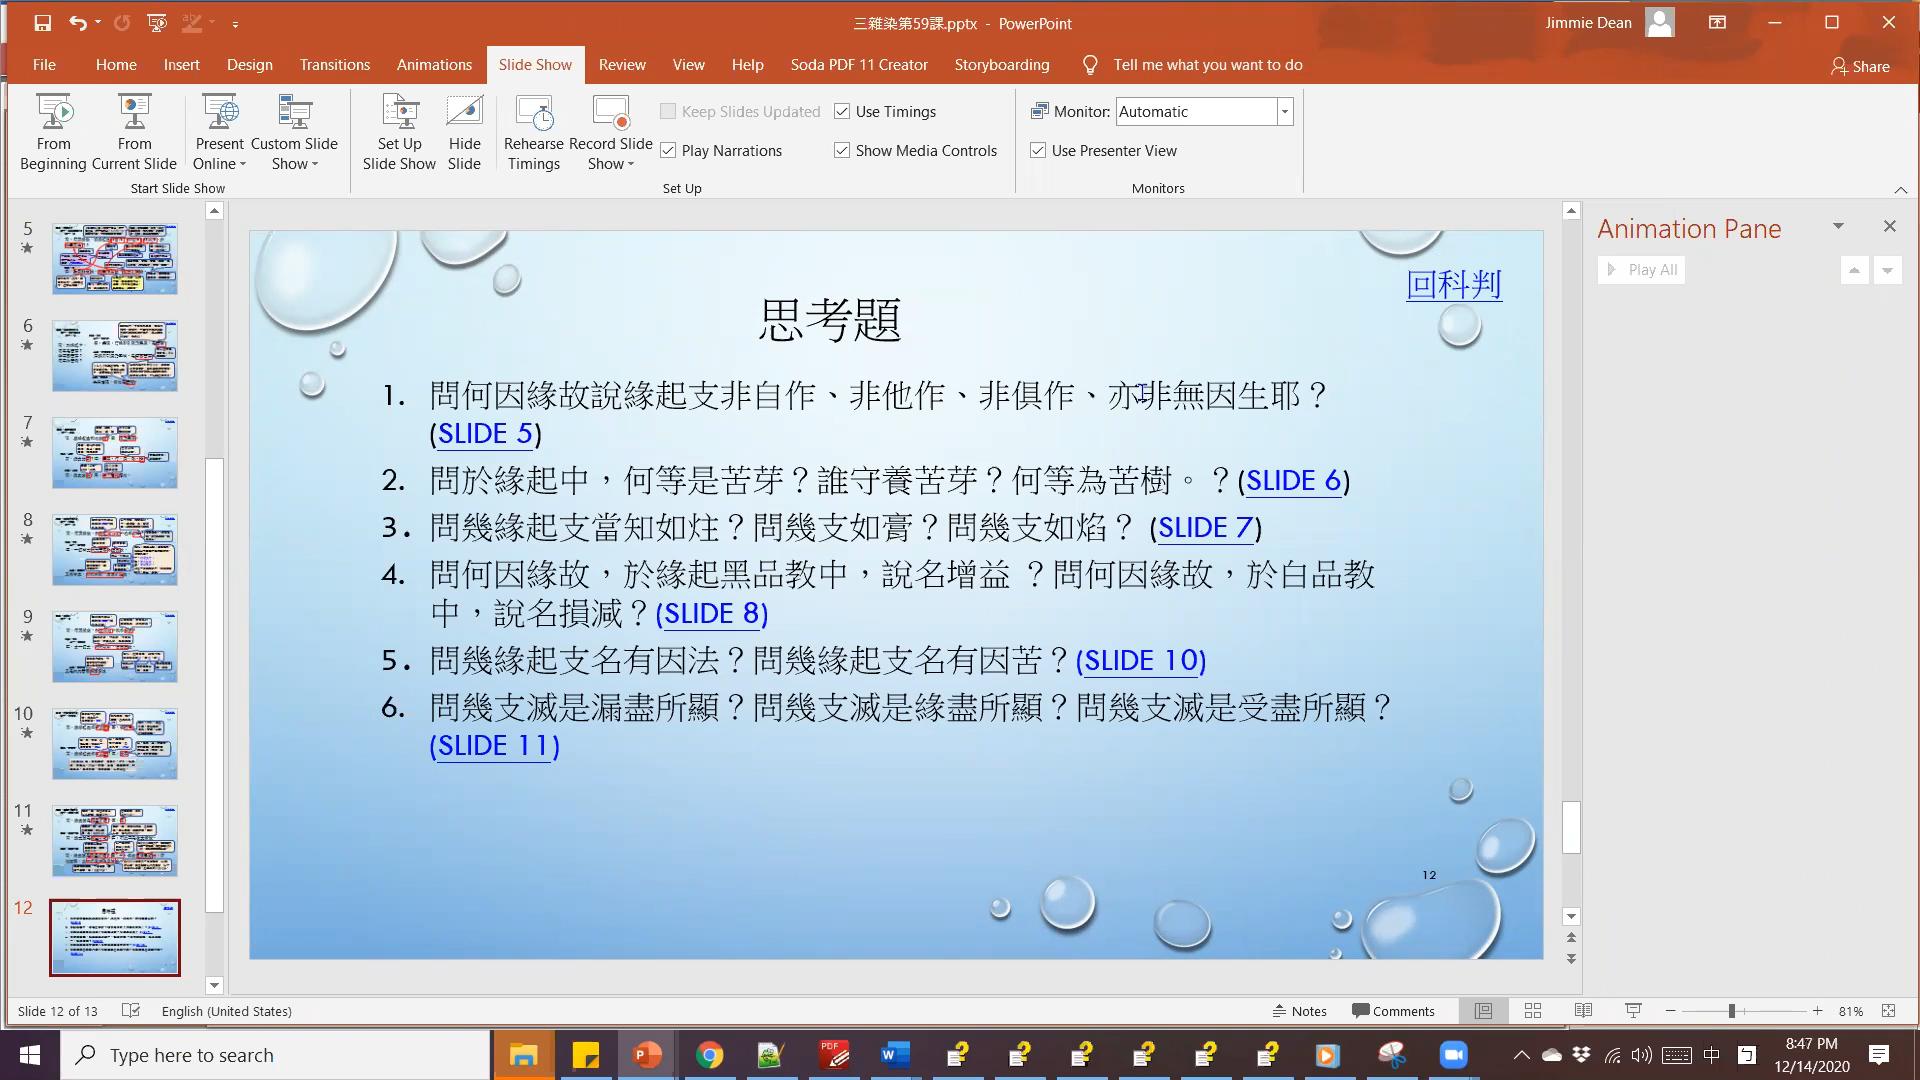 三雜染第59課.pptx - PowerPoint
Jimmie Dean
File Home Insert Design Transitions Animations Slide Show Review View Help Soda PDF 11 Creator Storyboarding Tell me what you want to do
Share
From Beginning
From Current Slide
Present Online
Custom Slide Show
Set Up Slide Show
Hide Slide
Rehearse Timings
Record Slide Show
Keep Slides Updated
Use Timings
Play Narrations
Show Media Controls
Monitor: Automatic
Use Presenter View
Start Slide Show
Set Up
Monitors
5
6
7
8
9
10
11
12
回科判
思考題
1. 問何因緣故說緣起支非自作、非他作、非俱作、亦非無因生耶？
(SLIDE 5)
2. 問於緣起中，何等是苦芽？誰守養苦芽？何等為苦樹。？(SLIDE 6)
3. 問幾緣起支當知如炷？問幾支如膏？問幾支如焰？ (SLIDE 7)
4. 問何因緣故，於緣起黑品教中，說名增益 ？問何因緣故，於白品教
中，說名損減？(SLIDE 8)
5. 問幾緣起支名有因法？問幾緣起支名有因苦？(SLIDE 10)
6. 問幾支滅是漏盡所顯？問幾支滅是緣盡所顯？問幾支滅是受盡所顯？
(SLIDE 11)
12
Animation Pane
Play All
Slide 12 of 13
English (United States)
Notes
Comments
81%
Type here to search
中
8:47 PM
12/14/2020